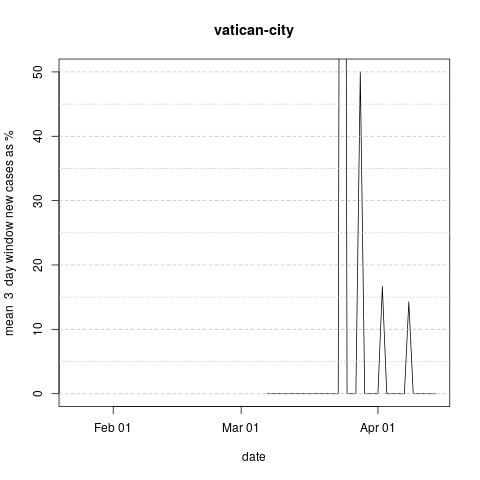 vatican-city
mean 3 day window new cases as %
50
40
30
20
10
0
Feb 01
Mar 01
Apr 01
date